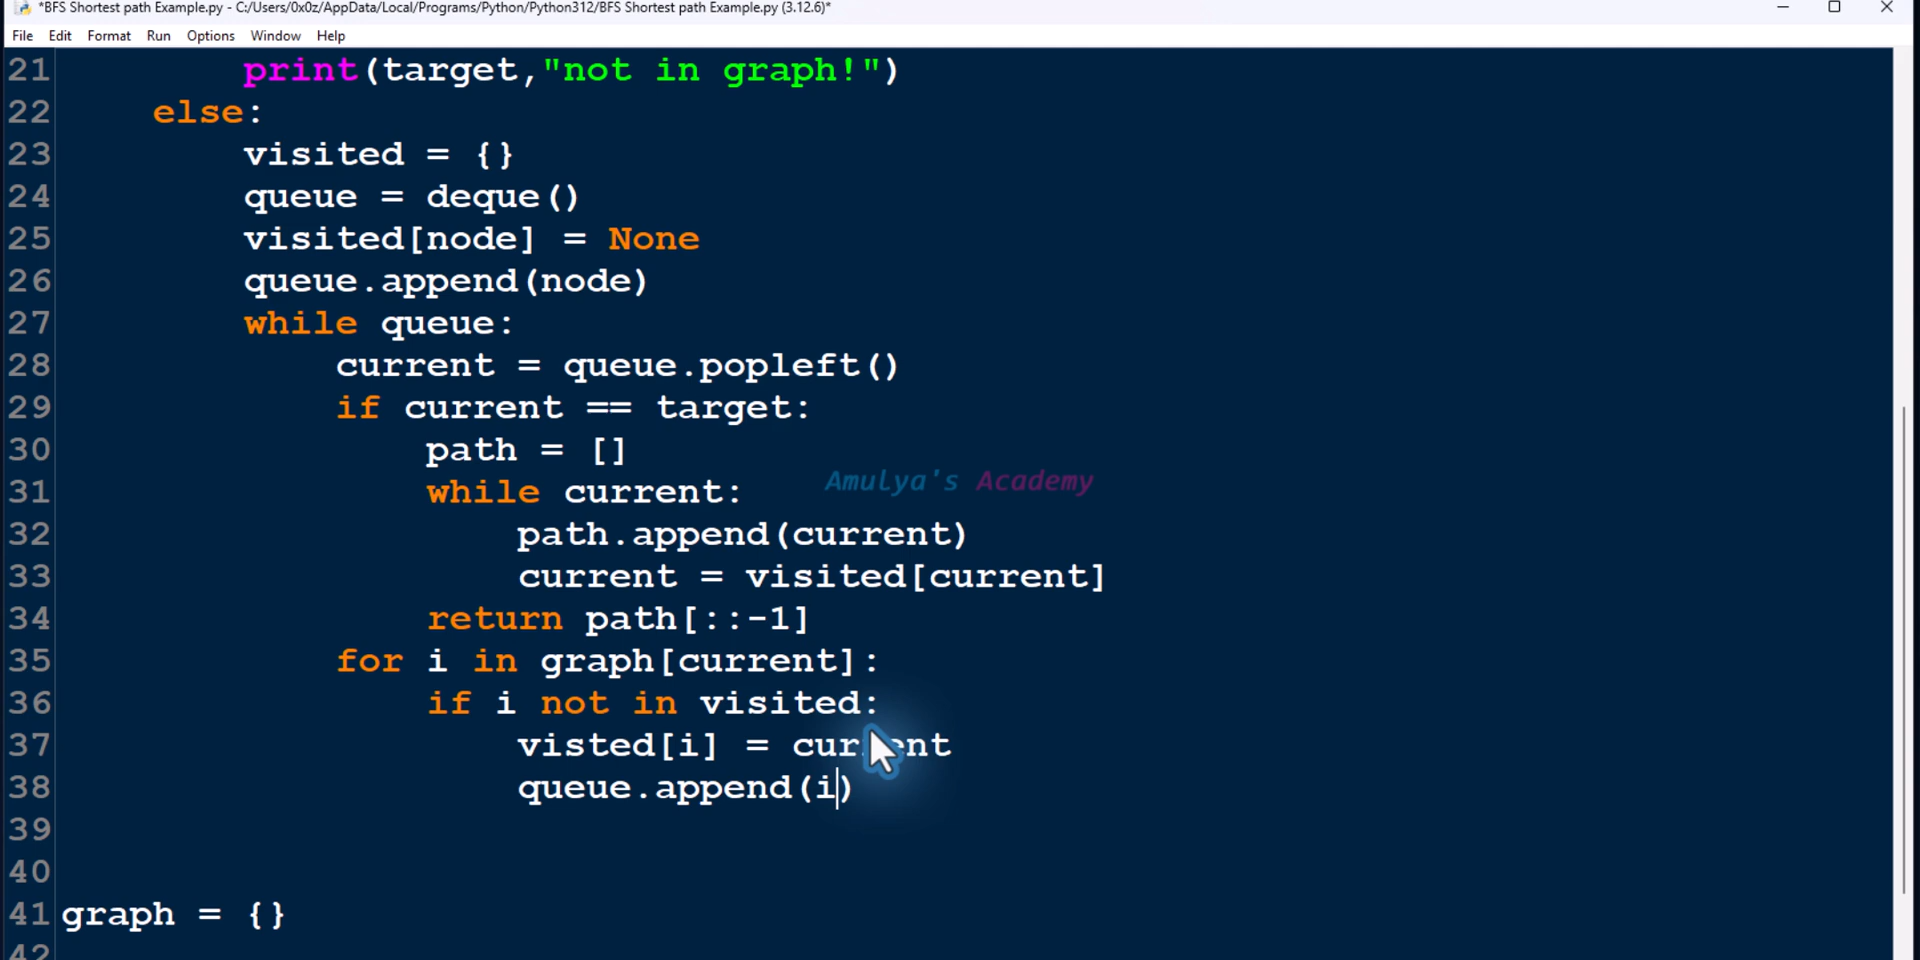 *BFS Shortest path Example.py - C:/Users/0x0z/AppData/Local/Programs/Python/Python312/BFS Shortest path Example.py (3.12.6)*
File Edit Format Run Options Window Help
21 print(target,"not in graph!")
22 else:
23 visited = {}
24 queue = deque()
25 visited[node] = None
26 queue.append(node)
27 while queue:
28 current = queue.popleft()
29 if current == target:
30 path = []
Amulya's Academy
31 while current:
32 path.append(current)
33 current = visited[current]
34 return path[::-1]
35 for i in graph[current]:
36 if i not in visited:
37 visted[i] = current
38 queue.append(i)
39
40
41 graph = {}
42